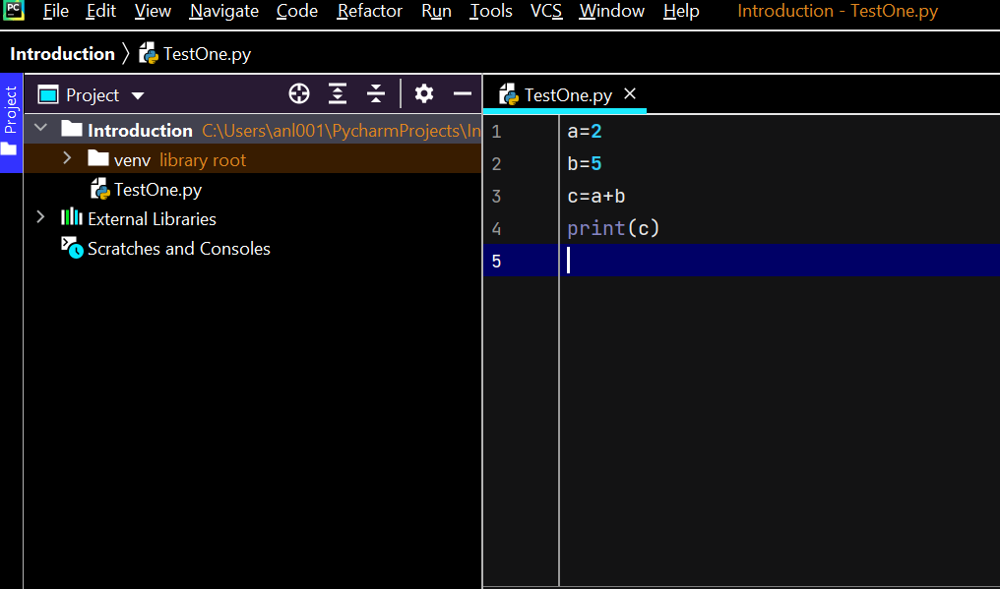 PC File Edit View Navigate Code Refactor Run Tools VCS Window Help Introduction - TestOne.py
Introduction 〉 TestOne.py
Project
Project
Introduction C:\Users\anl001\PycharmProjects\In
venv library root
TestOne.py
External Libraries
Scratches and Consoles
TestOne.py ×
1 a=2
2 b=5
3 c=a+b
4 print(c)
5